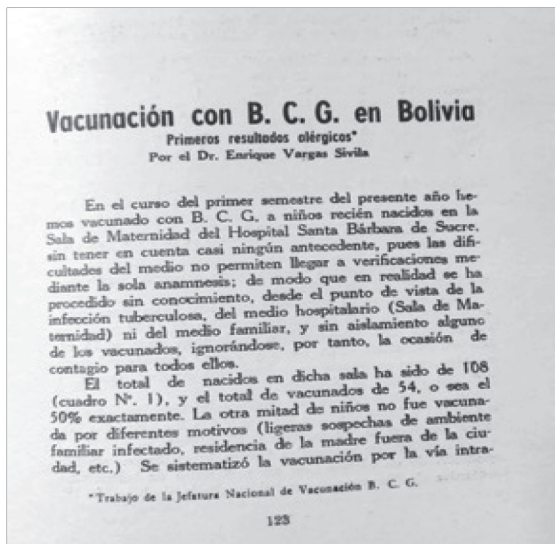 Vacunación con B. C. G. en Bolivia
Primeros resultados alérgicos*
Por el Dr. Enrique Vargas Sivila
En el curso del primer semestre del presente año he-
mos vacunado con B. C. G. a niños recién nacidos en la
Sala de Maternidad del Hospital Santa Bárbara de Sucre,
sin tener en cuenta casi ningún antecedente, pues las difi-
cultades del medio no permiten llegar a verificaciones me-
diante la sola anamnesis; de modo que en realidad se ha
procedido sin conocimiento, desde el punto de vista de la
infección tuberculosa, del medio hospitalario (Sala de Ma-
ternidad) ni del medio familiar, y sin aislamiento alguno
de los vacunados, ignorándose, por tanto, la ocasión de
contagio para todos ellos.
El total de nacidos en dicha sala ha sido de 108
(cuadro Nº. 1), y el total de vacunados de 54, o sea el
50% exactamente. La otra mitad de niños no fue vacuna-
da por diferentes motivos (ligeras sospechas de ambiente
familiar infectado, residencia de la madre fuera de la ciu-
dad, etc.) Se sistematizó la vacunación por la vía intra-
*Trabajo de la Jefatura Nacional de Vacunación B. C. G.
123